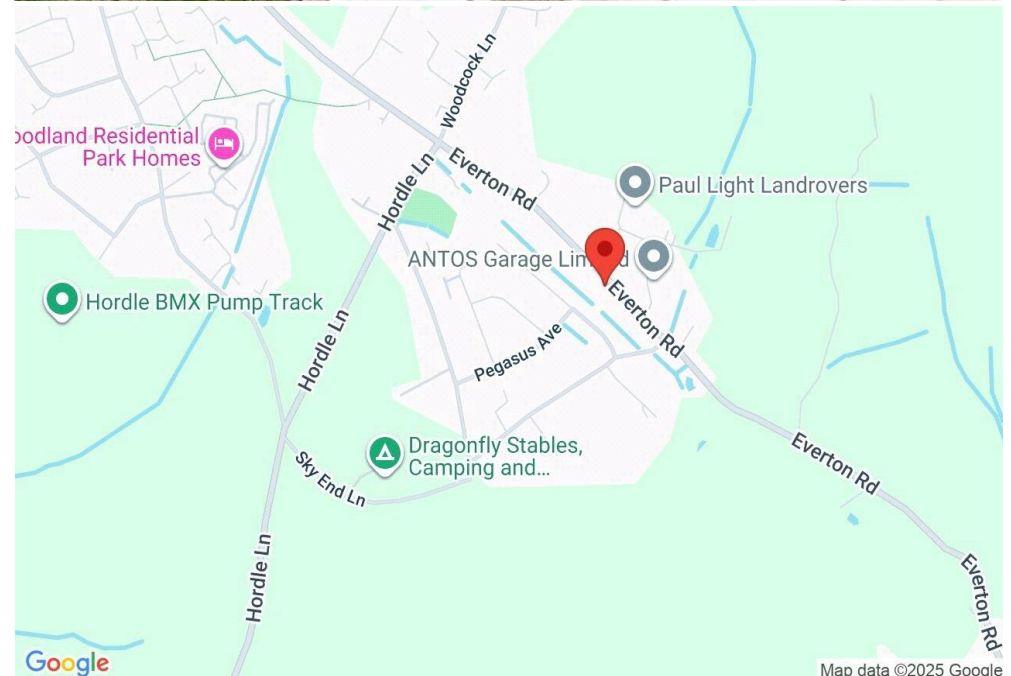 Woodcock Ln
oodland Residential
Park Homes
Hordle Ln
Everton Rd
Paul Light Landrovers
ANTOS Garage Lim d
Hordle BMX Pump Track
Everton Rd
Hordle Ln
Pegasus Ave
Dragonfly Stables,
Camping and...
Everton Rd
Sky End Ln
Hordle Ln
Everton Rd
Google
Map data ©2025 Google